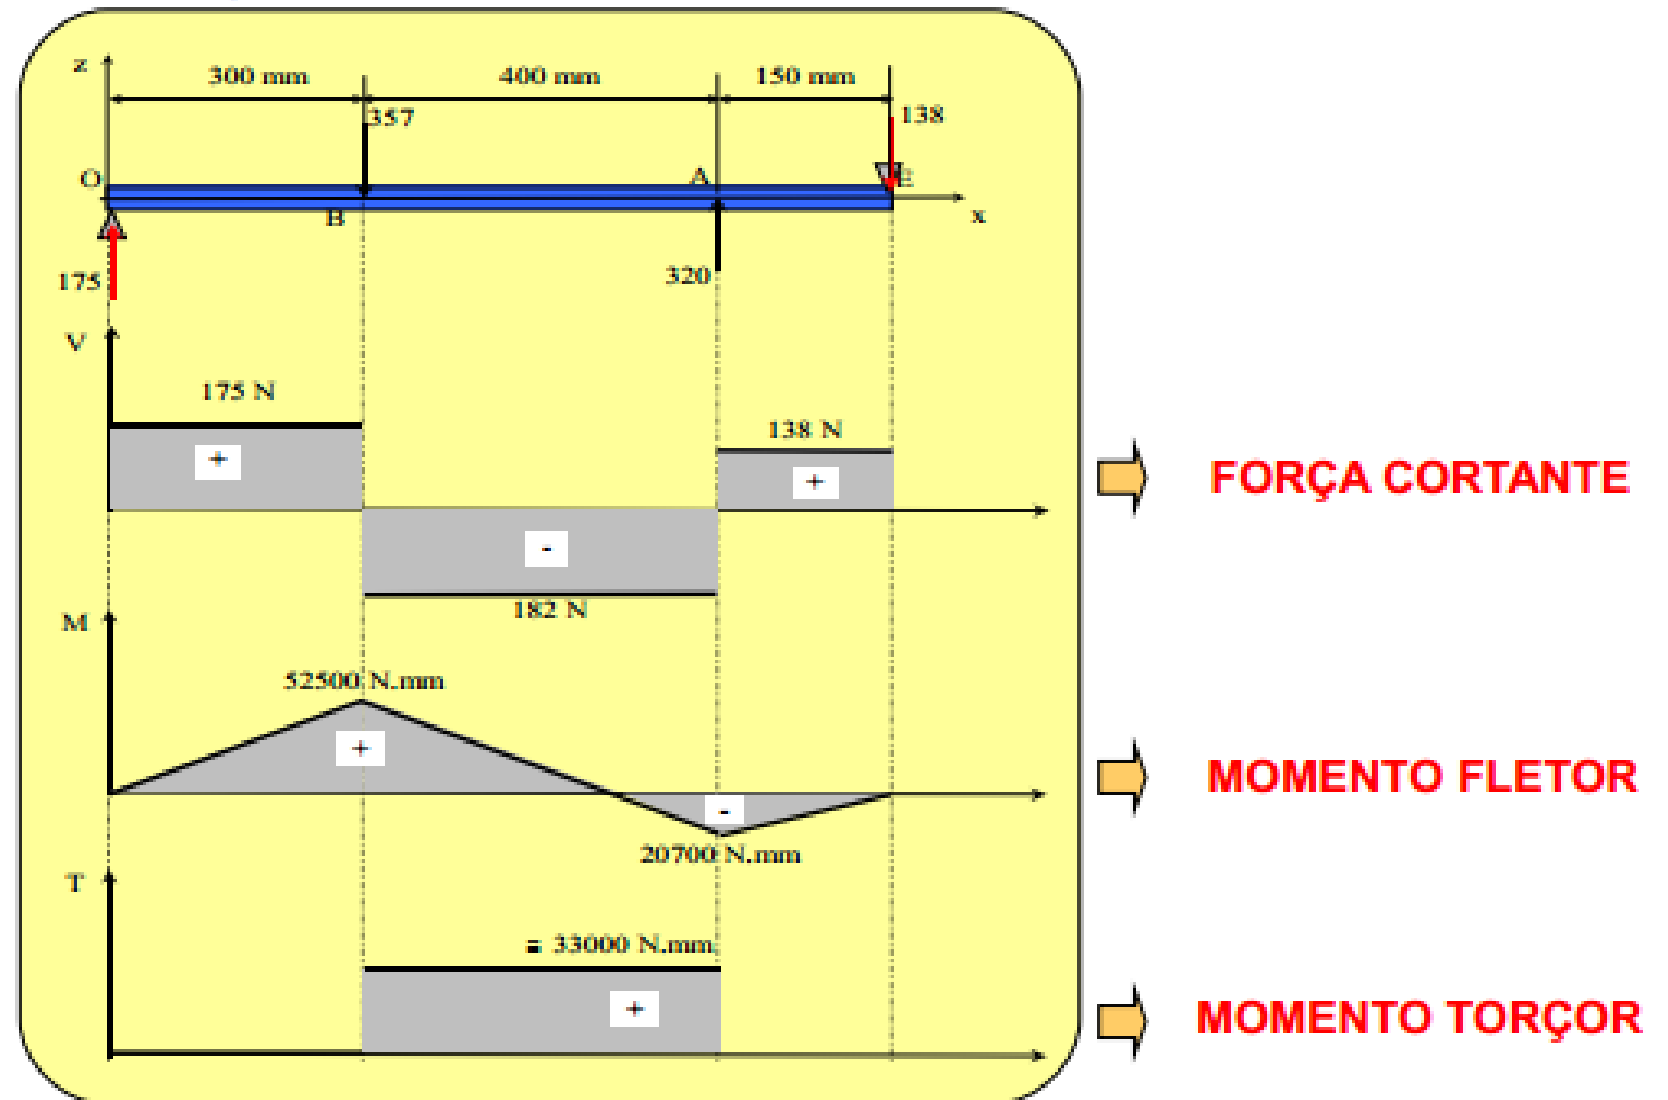 z
300 mm
400 mm
150 mm
357
138
O
A
E
B
x
175
320
V
175 N
+
138 N
+
FORÇA CORTANTE
-
182 N
M
52500 N.mm
+
MOMENTO FLETOR
-
20700 N.mm
T
= 33000 N.mm
+
MOMENTO TORÇOR